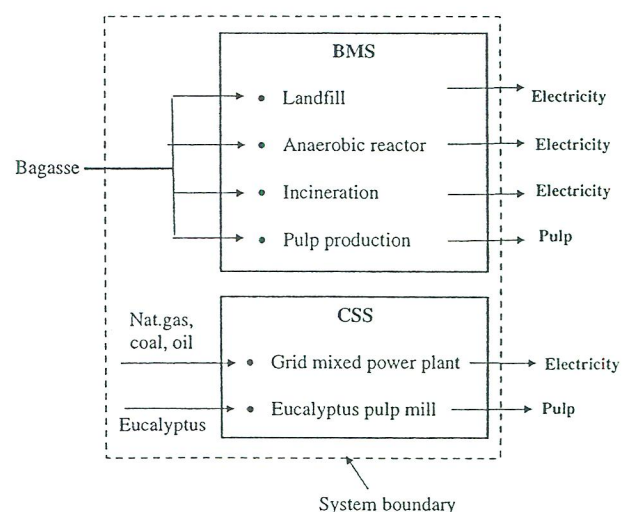 BMS
• Landfill
Electricity
• Anaerobic reactor
Electricity
Bagasse
• Incineration
Electricity
• Pulp production
Pulp
CSS
Nat.gas,
coal, oil
• Grid mixed power plant
Electricity
• Eucalyptus pulp mill
Pulp
Eucalyptus
System boundary